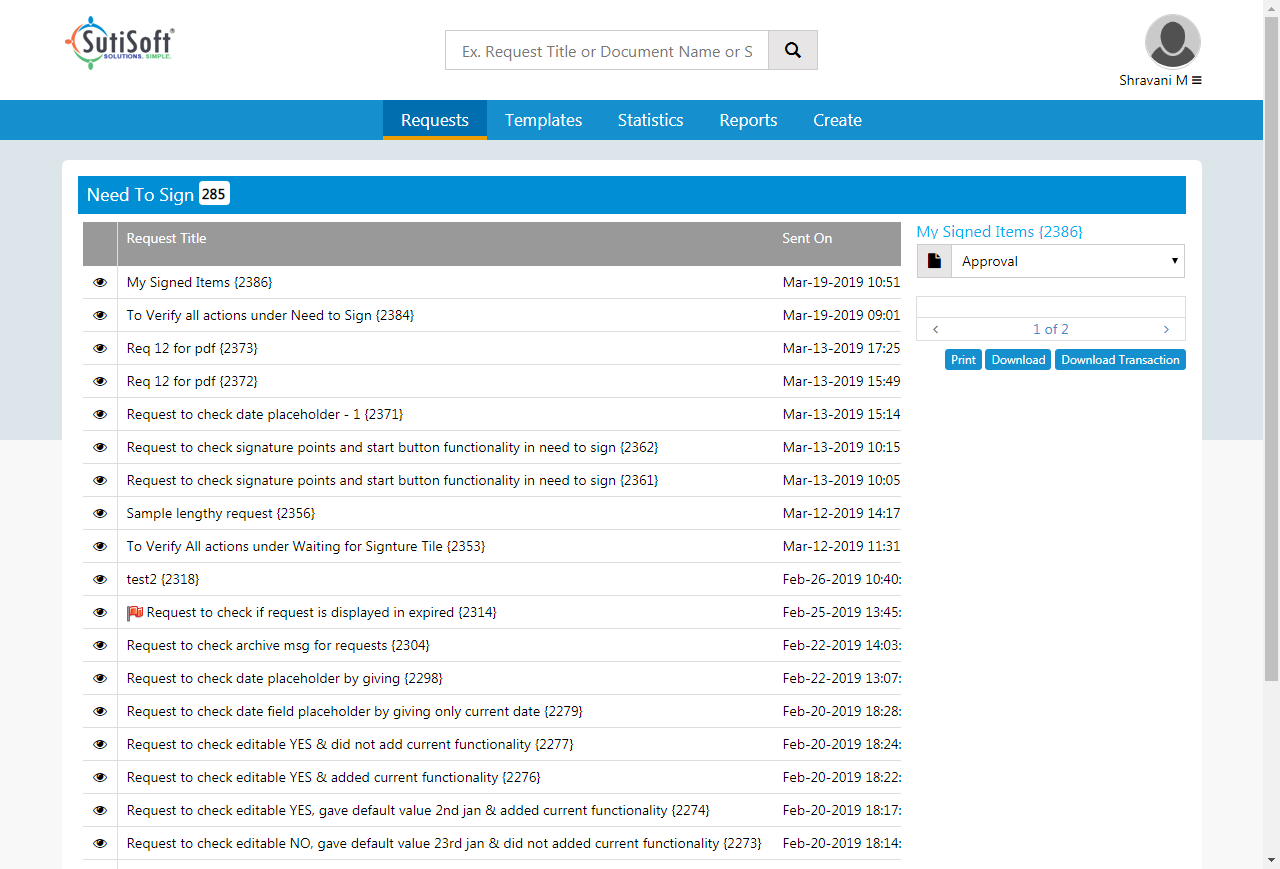 SutiSoft®
SOLUTIONS. SIMPLE.
Ex. Request Title or Document Name or S
Shravani M
Requests Templates Statistics Reports Create
Need To Sign 285
Request Title Sent On
My Signed Items {2386} Mar-19-2019 10:51
To Verify all actions under Need to Sign {2384} Mar-19-2019 09:01
Req 12 for pdf {2373} Mar-13-2019 17:25
Req 12 for pdf {2372} Mar-13-2019 15:49
Request to check date placeholder - 1 {2371} Mar-13-2019 15:14
Request to check signature points and start button functionality in need to sign {2362} Mar-13-2019 10:15
Request to check signature points and start button functionality in need to sign {2361} Mar-13-2019 10:05
Sample lengthy request {2356} Mar-12-2019 14:17
To Verify All actions under Waiting for Signture Tile {2353} Mar-12-2019 11:31
test2 {2318} Feb-26-2019 10:40:
Request to check if request is displayed in expired {2314} Feb-25-2019 13:45:
Request to check archive msg for requests {2304} Feb-22-2019 14:03:
Request to check date placeholder by giving {2298} Feb-22-2019 13:07:
Request to check date field placeholder by giving only current date {2279} Feb-20-2019 18:28:
Request to check editable YES & did not add current functionality {2277} Feb-20-2019 18:24:
Request to check editable YES & added current functionality {2276} Feb-20-2019 18:22:
Request to check editable YES, gave default value 2nd jan & added current functionality {2274} Feb-20-2019 18:17:
Request to check editable NO, gave default value 23rd jan & did not added current functionality {2273} Feb-20-2019 18:14:
My Signed Items {2386}
Approval
‹ 1 of 2 ›
Print Download Download Transaction